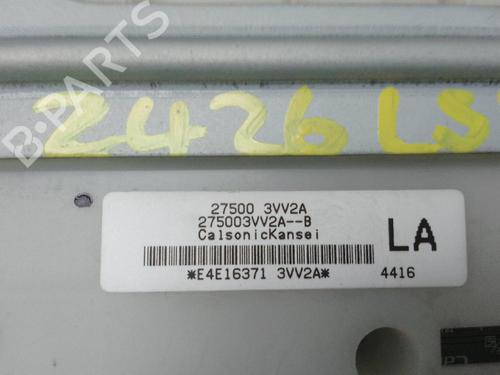 B-PARTS
2426 LS
27500 3VV2A
275003VV2A--B
CalsonicKansei
LA
*E4E16371 3VV2A*
4416